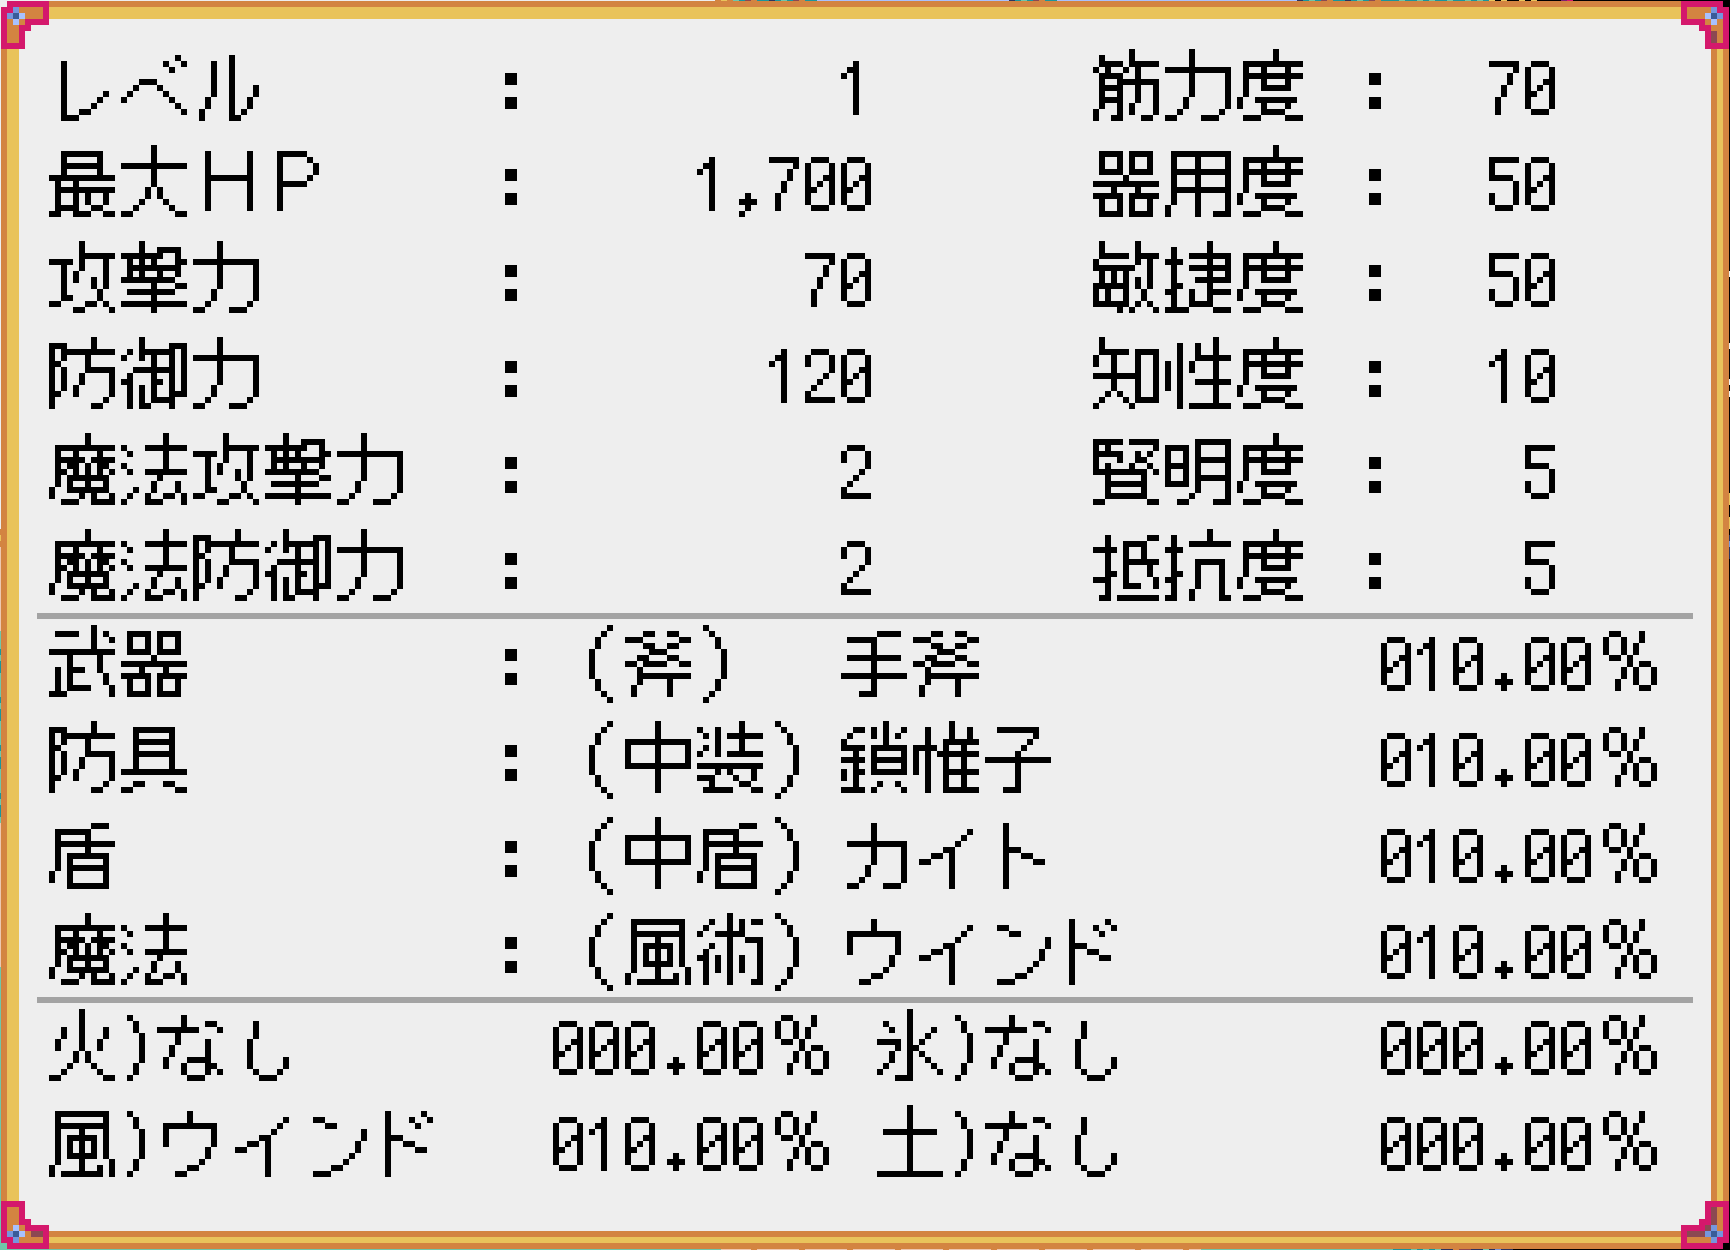 レベル : 1 筋力度 : 70
最大HP : 1,700 器用度 : 50
攻撃力 : 70 敏捷度 : 50
防御力 : 120 知性度 : 10
魔法攻撃力 : 2 賢明度 : 5
魔法防御力 : 2 抵抗度 : 5
武器 : (斧) 手斧 010.00%
防具 : (中装) 鎖帷子 010.00%
盾 : (中盾) カイト 010.00%
魔法 : (風術) ウインド 010.00%
火)なし 000.00% 氷)なし 000.00%
風)ウインド 010.00% 土)なし 000.00%